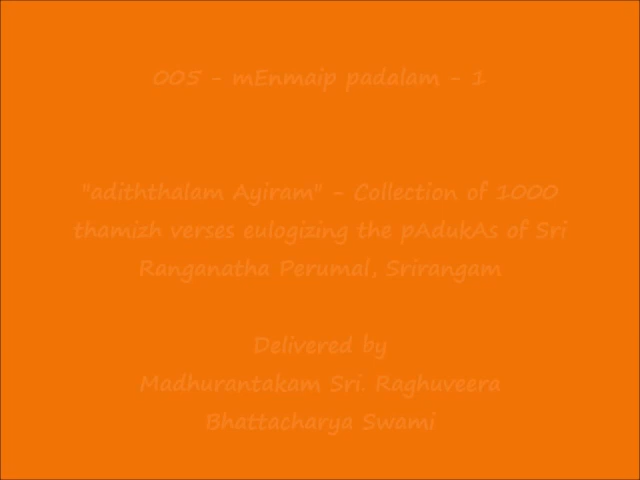 005 - mEnmaip padalam - 1
"adiththalam Ayiram" - Collection of 1000
thamizh verses eulogizing the pAdukAs of Sri
Ranganatha Perumal, Srirangam
Delivered by
Madhurantakam Sri. Raghuveera
Bhattacharya Swami